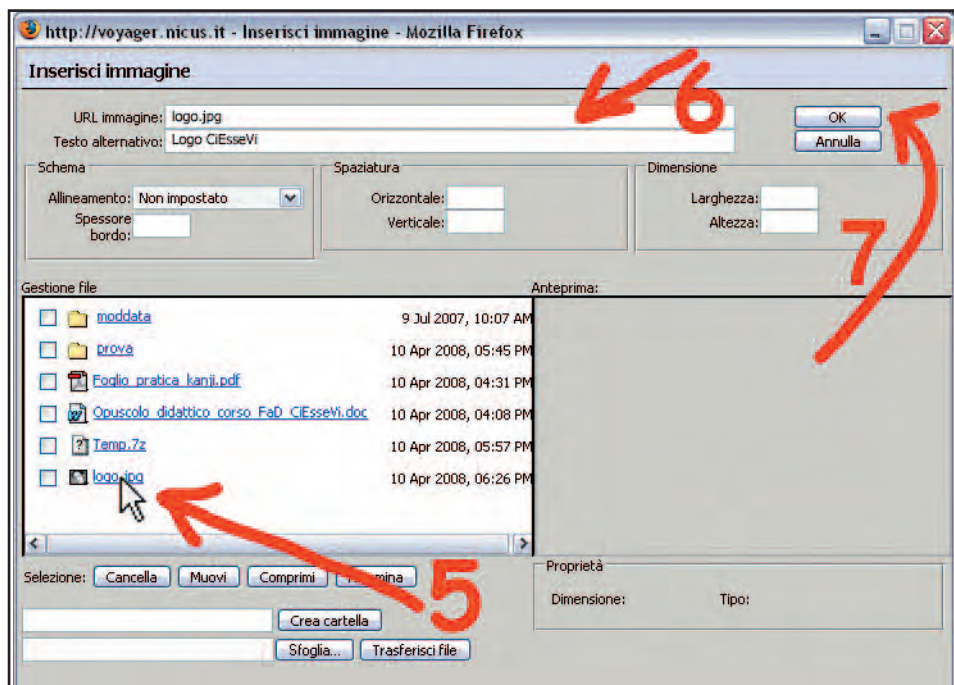 http://voyager.nicus.it - Inserisci immagine - Mozilla Firefox
Inserisci immagine
6
URL immagine: logo.jpg
OK
Testo alternativo: Logo CiEsseVi
Annulla
Schema
Spaziatura
Dimensione
Allineamento: Non impostato
Orizzontale:
Larghezza:
Spessore
bordo:
Verticale:
Altezza:
7
Gestione file
Anteprima:
moddata 9 Jul 2007, 10:07 AM
prova 10 Apr 2008, 05:45 PM
Foglio_pratica_kanji.pdf 10 Apr 2008, 04:31 PM
Opuscolo_didattico_corso_FaD_CiEsseVi.doc 10 Apr 2008, 04:08 PM
Temp.7z 10 Apr 2008, 05:57 PM
logo.jpg 10 Apr 2008, 06:26 PM
5
Selezione: Cancella Muovi Comprimi
Proprietà
Dimensione: Tipo:
Crea cartella
Sfoglia... Trasferisci file